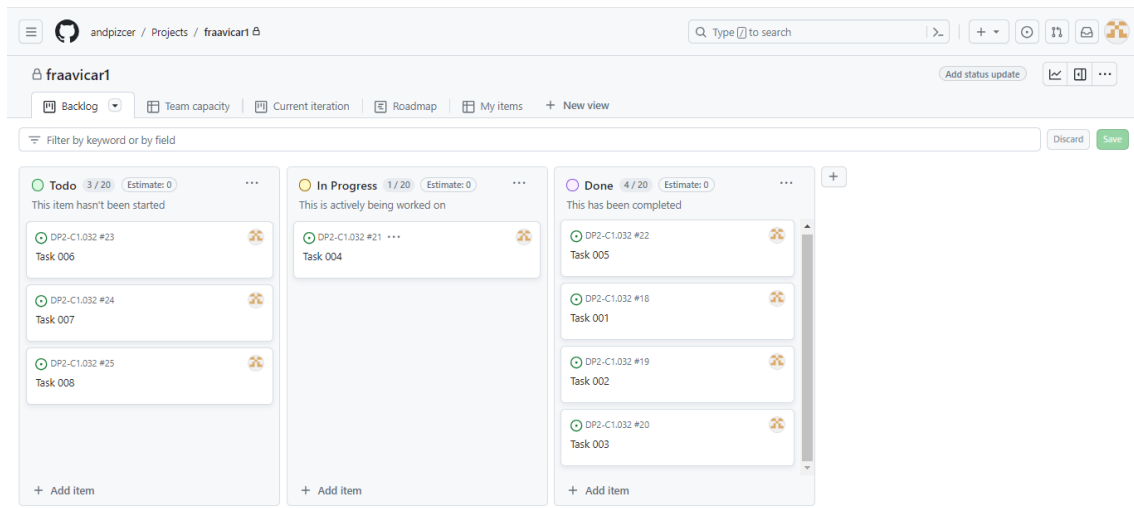 andpizcer / Projects / fraavicar1
Type / to search
fraavicar1
Add status update
Backlog
Team capacity
Current iteration
Roadmap
My items
+ New view
Filter by keyword or by field
Discard
Save
Todo 3 / 20 Estimate: 0
This item hasn't been started
DP2-C1.032 #23
Task 006
DP2-C1.032 #24
Task 007
DP2-C1.032 #25
Task 008
+ Add item
In Progress 1 / 20 Estimate: 0
This is actively being worked on
DP2-C1.032 #21
Task 004
+ Add item
Done 4 / 20 Estimate: 0
This has been completed
DP2-C1.032 #22
Task 005
DP2-C1.032 #18
Task 001
DP2-C1.032 #19
Task 002
DP2-C1.032 #20
Task 003
+ Add item